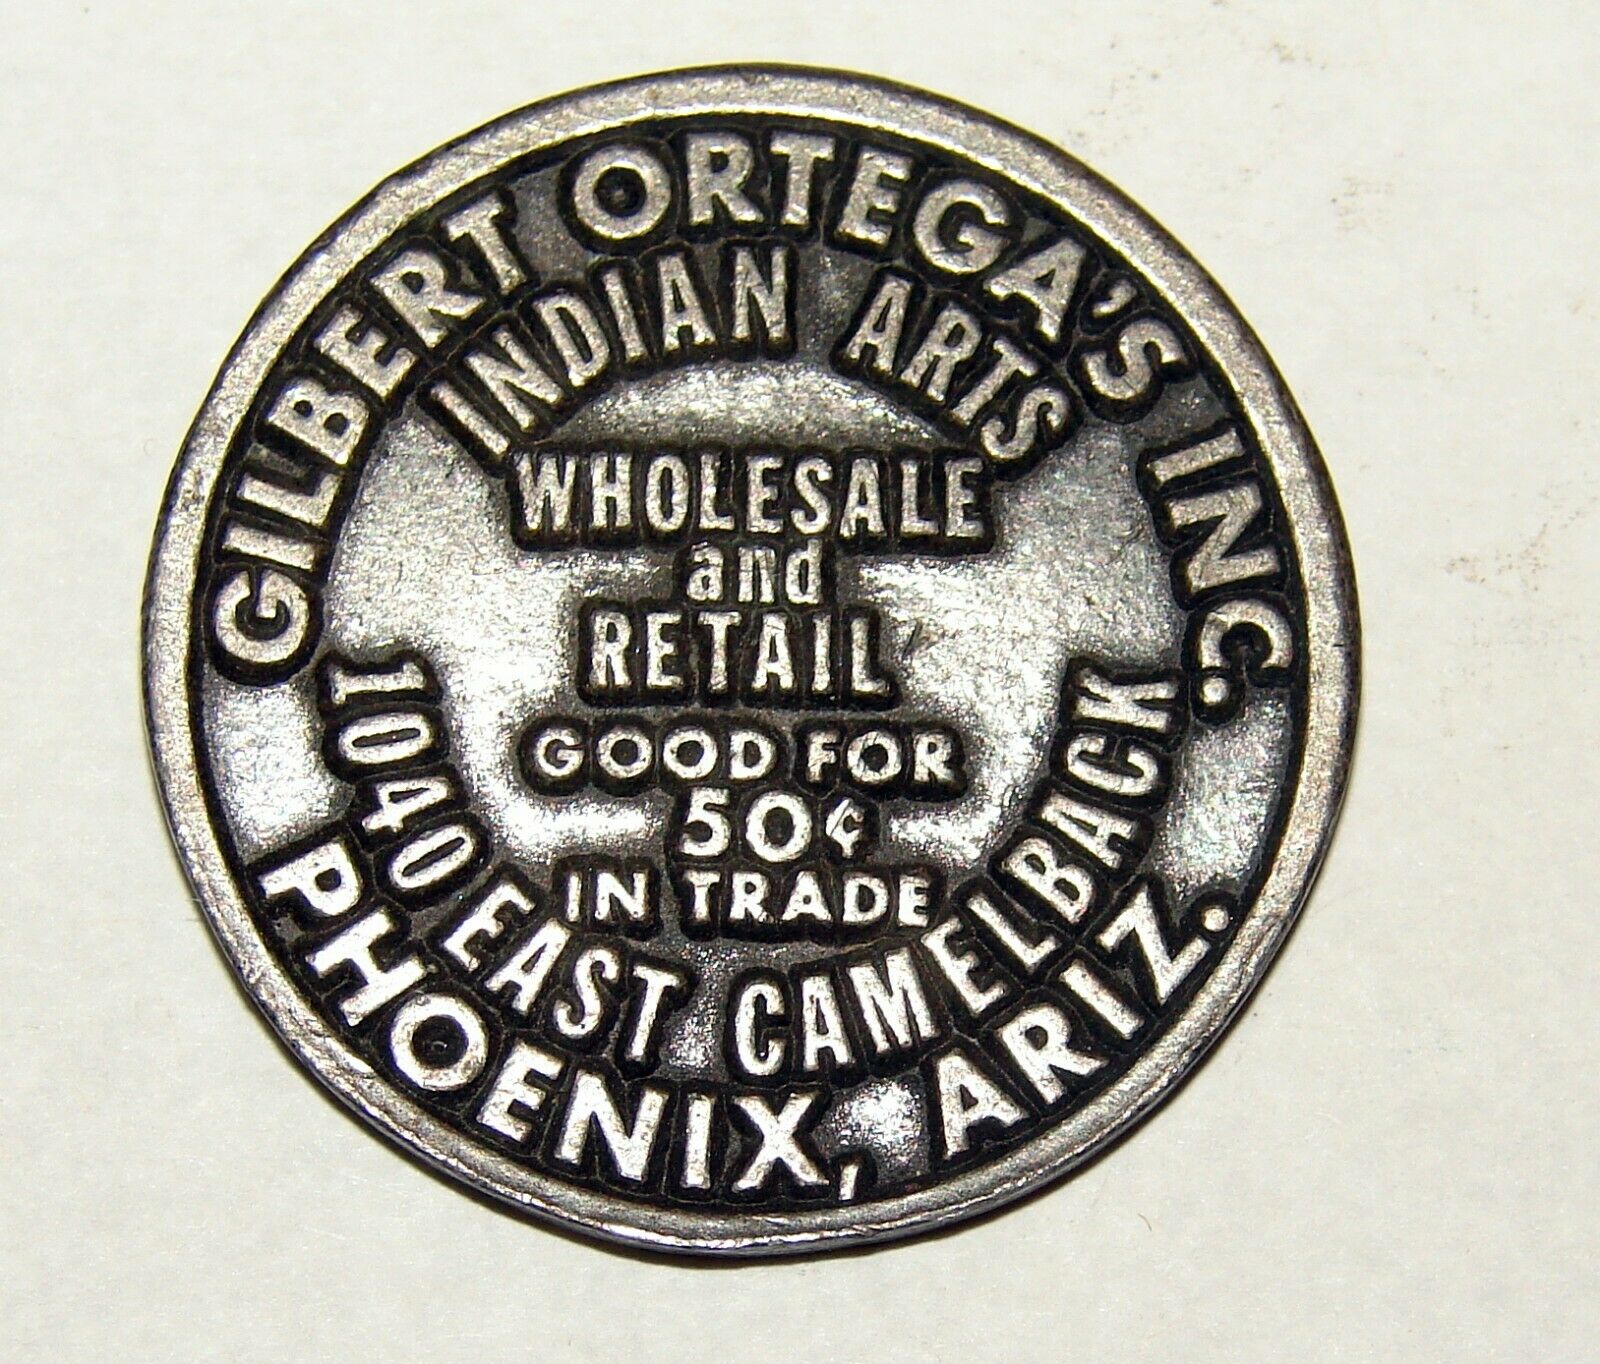 GILBERT ORTEGA'S INC.
INDIAN ARTS
WHOLESALE
and
RETAIL
GOOD FOR
50¢
IN TRADE
1040 EAST CAMELBACK
PHOENIX, ARIZ.